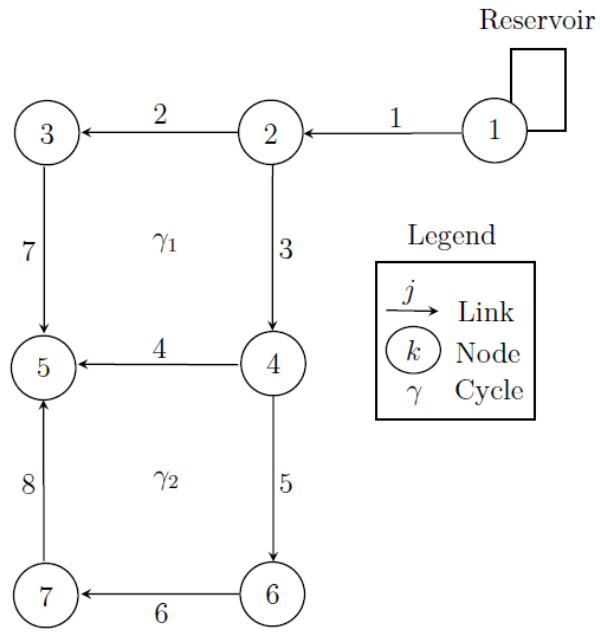 Reservoir
3 2 2 1 1
7 γ₁ 3
Legend
j Link
5 4 4
k Node
γ Cycle
8 γ₂ 5
7 6 6